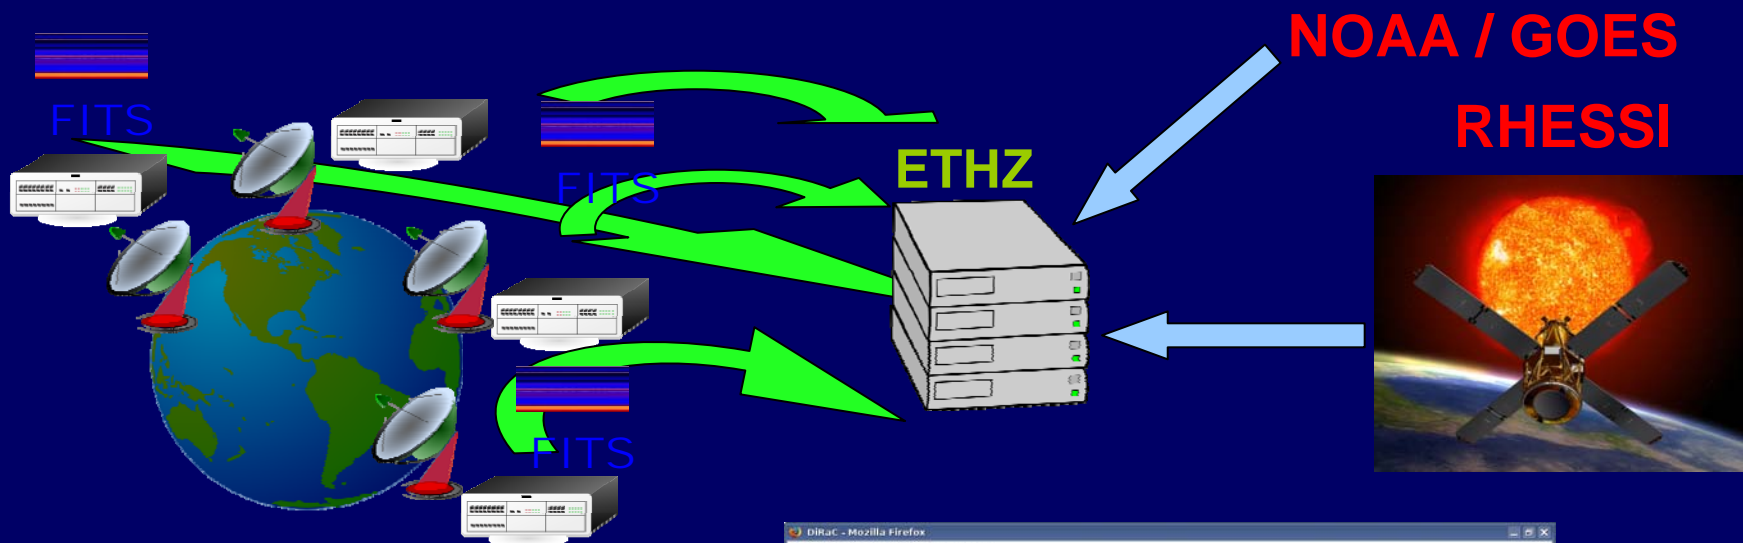 NOAA / GOES
RHESSI
FITS
FITS
ETHZ
FITS
DiRaC - Mozilla Firefox